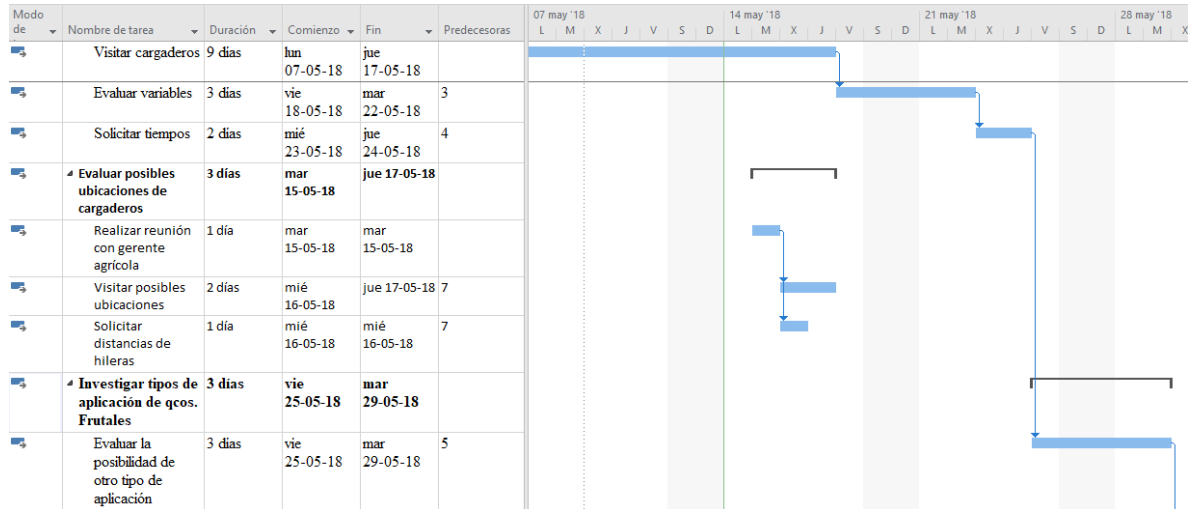 Modo de
Nombre de tarea
Duración
Comienzo
Fin
Predecesoras
07 may '18
14 may '18
21 may '18
28 may '18
L M X J V S D L M X J V S D L M X J V S D L M X
Visitar cargaderos
9 días
lun
07-05-18
jue
17-05-18
Evaluar variables
3 días
vie
18-05-18
mar
22-05-18
3
Solicitar tiempos
2 días
mié
23-05-18
jue
24-05-18
4
Evaluar posibles
ubicaciones de
cargaderos
3 días
mar
15-05-18
jue 17-05-18
Realizar reunión
con gerente
agrícola
1 día
mar
15-05-18
mar
15-05-18
Visitar posibles
ubicaciones
2 días
mié
16-05-18
jue 17-05-18
7
Solicitar
distancias de
hileras
1 día
mié
16-05-18
mié
16-05-18
7
Investigar tipos de
aplicación de qcos.
Frutales
3 días
vie
25-05-18
mar
29-05-18
Evaluar la
posibilidad de
otro tipo de
aplicación
3 días
vie
25-05-18
mar
29-05-18
5